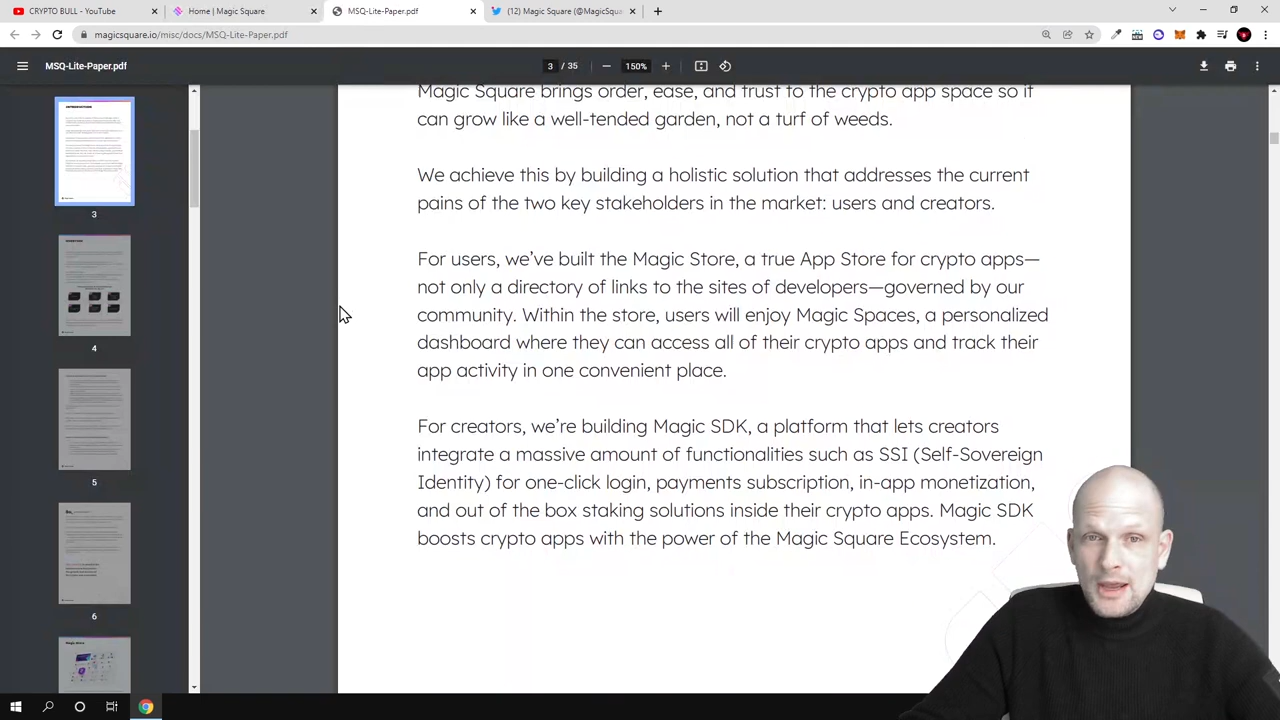 CRYPTO BULL - YouTube
Home | Magic Square
MSQ-Lite-Paper.pdf
(12) Magic Square (@MagicSqua
magicsquare.io/misc/docs/MSQ-Lite-Paper.pdf
MSQ-Lite-Paper.pdf
3 / 35
150%
3
4
5
6
Magic Square brings order, ease, and trust to the crypto app space so it
can grow like a well-tended garden, not a turf of weeds.
We achieve this by building a holistic solution that addresses the current
pains of the two key stakeholders in the market: users and creators.
For users, we’ve built the Magic Store, a true App Store for crypto apps—
not only a directory of links to the sites of developers—governed by our
community. Within the store, users will enjoy Magic Spaces, a personalized
dashboard where they can access all of their crypto apps and track their
app activity in one convenient place.
For creators, we’re building Magic SDK, a platform that lets creators
integrate a massive amount of functionalities such as SSI (Self-Sovereign
Identity) for one-click login, payments subscription, in-app monetization,
and out of the box staking solutions inside their crypto apps. Magic SDK
boosts crypto apps with the power of the Magic Square Ecosystem.